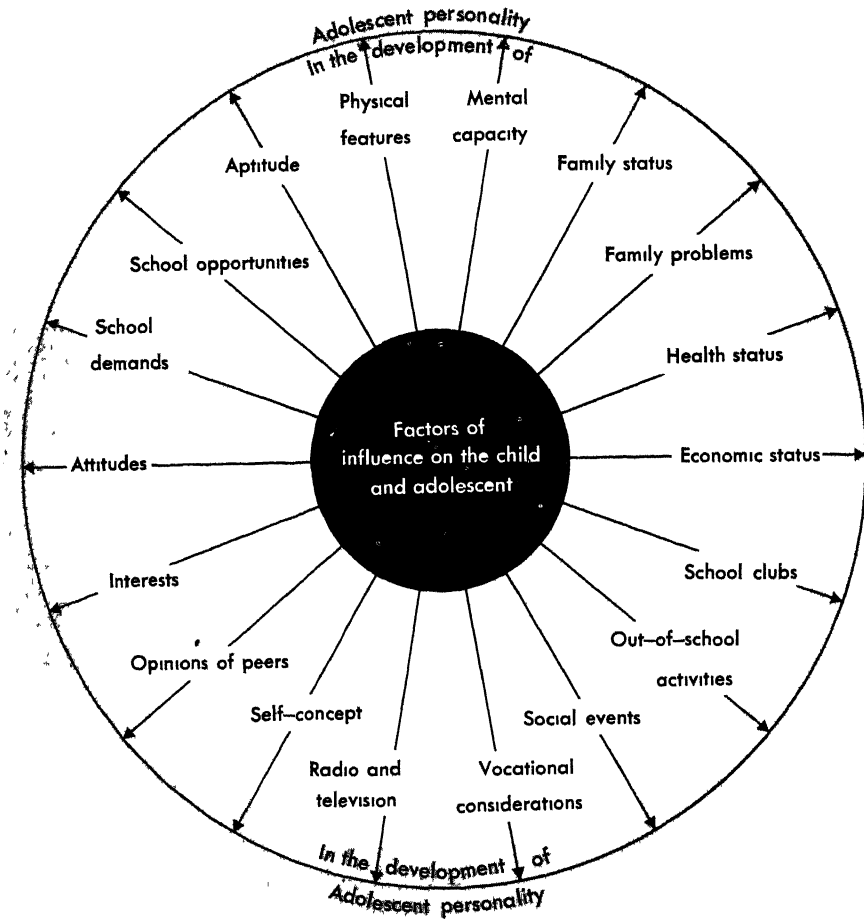 Adolescent personality
In the development of
Physical features
Mental capacity
Aptitude
Family status
School opportunities
Family problems
School demands
Health status
Factors of
influence on the child
and adolescent
Attitudes
Economic status
Interests
School clubs
Opinions of peers
Out-of-school
activities
Self-concept
Social events
Radio and
television
Vocational
considerations
In the development of
Adolescent personality